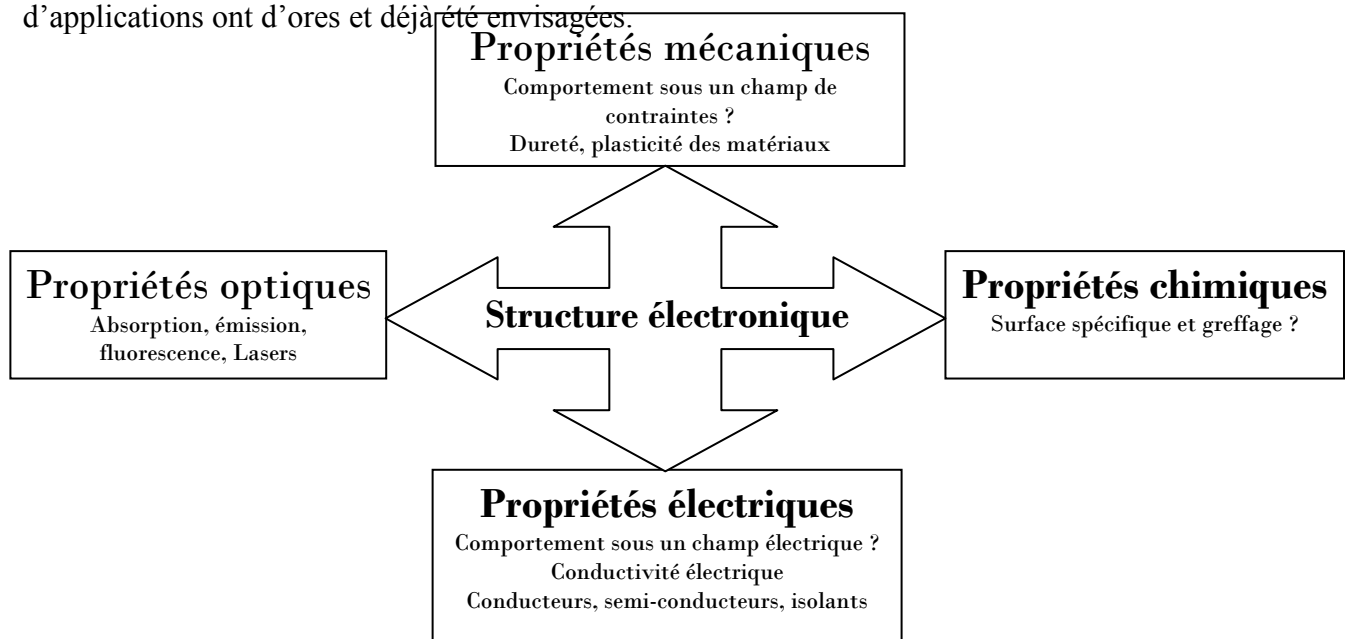 d’applications ont d’ores et déjà été envisagées.
Propriétés mécaniques
Comportement sous un champ de
contraintes ?
Dureté, plasticité des matériaux
Propriétés optiques
Absorption, émission,
fluorescence, Lasers
Structure électronique
Propriétés chimiques
Surface spécifique et greffage ?
Propriétés électriques
Comportement sous un champ électrique ?
Conductivité électrique
Conducteurs, semi-conducteurs, isolants